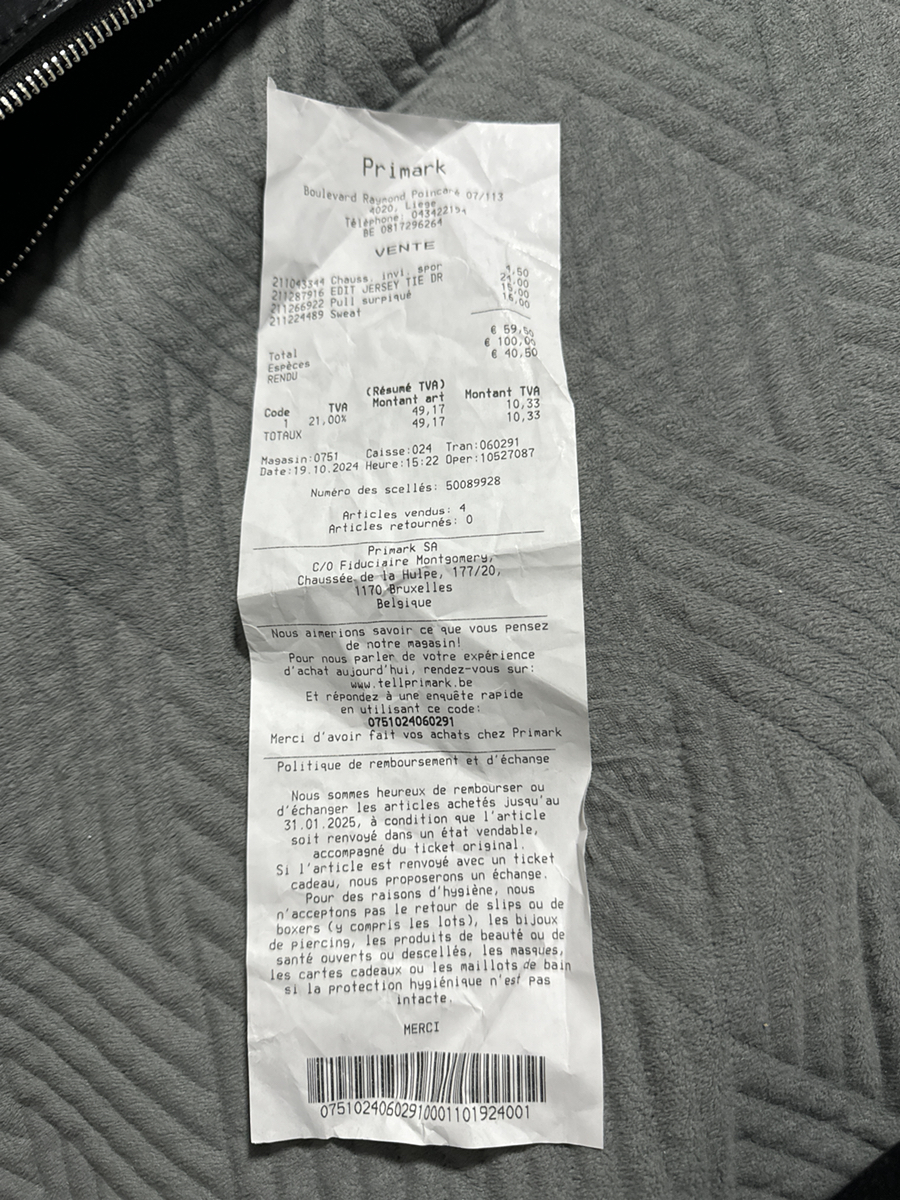 Primark
Boulevard Raymond Poincaré 07/113
4020, Liege
Téléphone: 043422194
BE 0817296264
VENTE
211043344 Chauss. invi. spor 4,50
211287916 EDIT JERSEY TIE DR 24,00
211266922 Pull surpiqué 15,00
211224489 Sweat 16,00
Total € 59,50
Espèces € 100,00
RENDU € 40,50
(Résumé TVA)
Code TVA Montant art Montant TVA
1 21,00% 49,17 10,33
TOTAUX 49,17 10,33
Magasin:0751 Caisse:024 Tran:060291
Date:19.10.2024 Heure:15:22 Oper:10527087
Numéro des scellés: 50089928
Articles vendus: 4
Articles retournés: 0
Primark SA
C/O Fiduciaire Montgomery,
Chaussée de la Hulpe, 177/20,
1170 Bruxelles
Belgique
Nous aimerions savoir ce que vous pensez
de notre magasin!
Pour nous parler de votre expérience
d'achat aujourd'hui, rendez-vous sur:
www.tellprimark.be
Et répondez à une enquête rapide
en utilisant ce code:
0751024060291
Merci d'avoir fait vos achats chez Primark
Politique de remboursement et d'échange
Nous sommes heureux de rembourser ou
d'échanger les articles achetés jusqu'au
31.01.2025, à condition que l'article
soit renvoyé dans un état vendable,
accompagné du ticket original.
Si l'article est renvoyé avec un ticket
cadeau, nous proposerons un échange.
Pour des raisons d'hygiène, nous
n'acceptons pas le retour de slips ou de
boxers (y compris les lots), les bijoux
de piercing, les produits de beauté ou de
santé ouverts ou descellés, les masques,
les cartes cadeaux ou les maillots de bain
si la protection hygiénique n'est pas
intacte.
MERCI
07510240602910001101924001